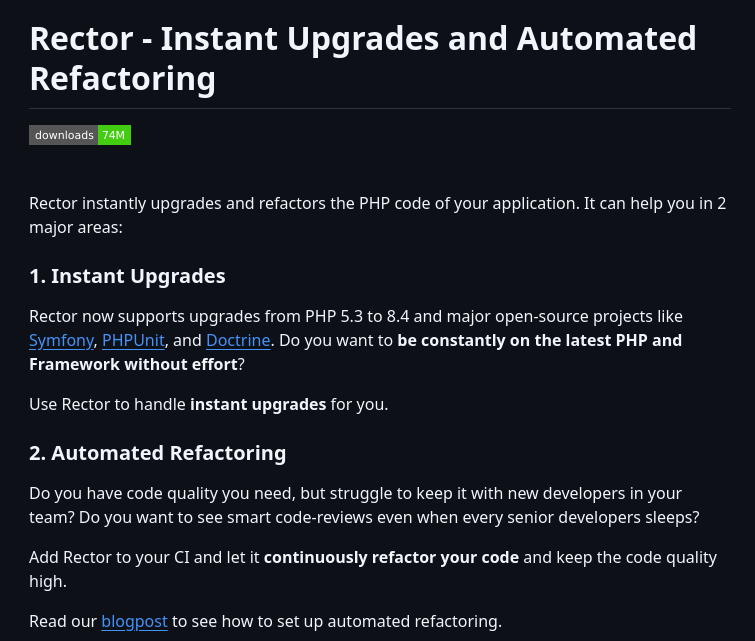 Rector - Instant Upgrades and Automated
Refactoring
downloads 74M
Rector instantly upgrades and refactors the PHP code of your application. It can help you in 2
major areas:
1. Instant Upgrades
Rector now supports upgrades from PHP 5.3 to 8.4 and major open-source projects like
Symfony, PHPUnit, and Doctrine. Do you want to be constantly on the latest PHP and
Framework without effort?
Use Rector to handle instant upgrades for you.
2. Automated Refactoring
Do you have code quality you need, but struggle to keep it with new developers in your
team? Do you want to see smart code-reviews even when every senior developers sleeps?
Add Rector to your CI and let it continuously refactor your code and keep the code quality
high.
Read our blogpost to see how to set up automated refactoring.